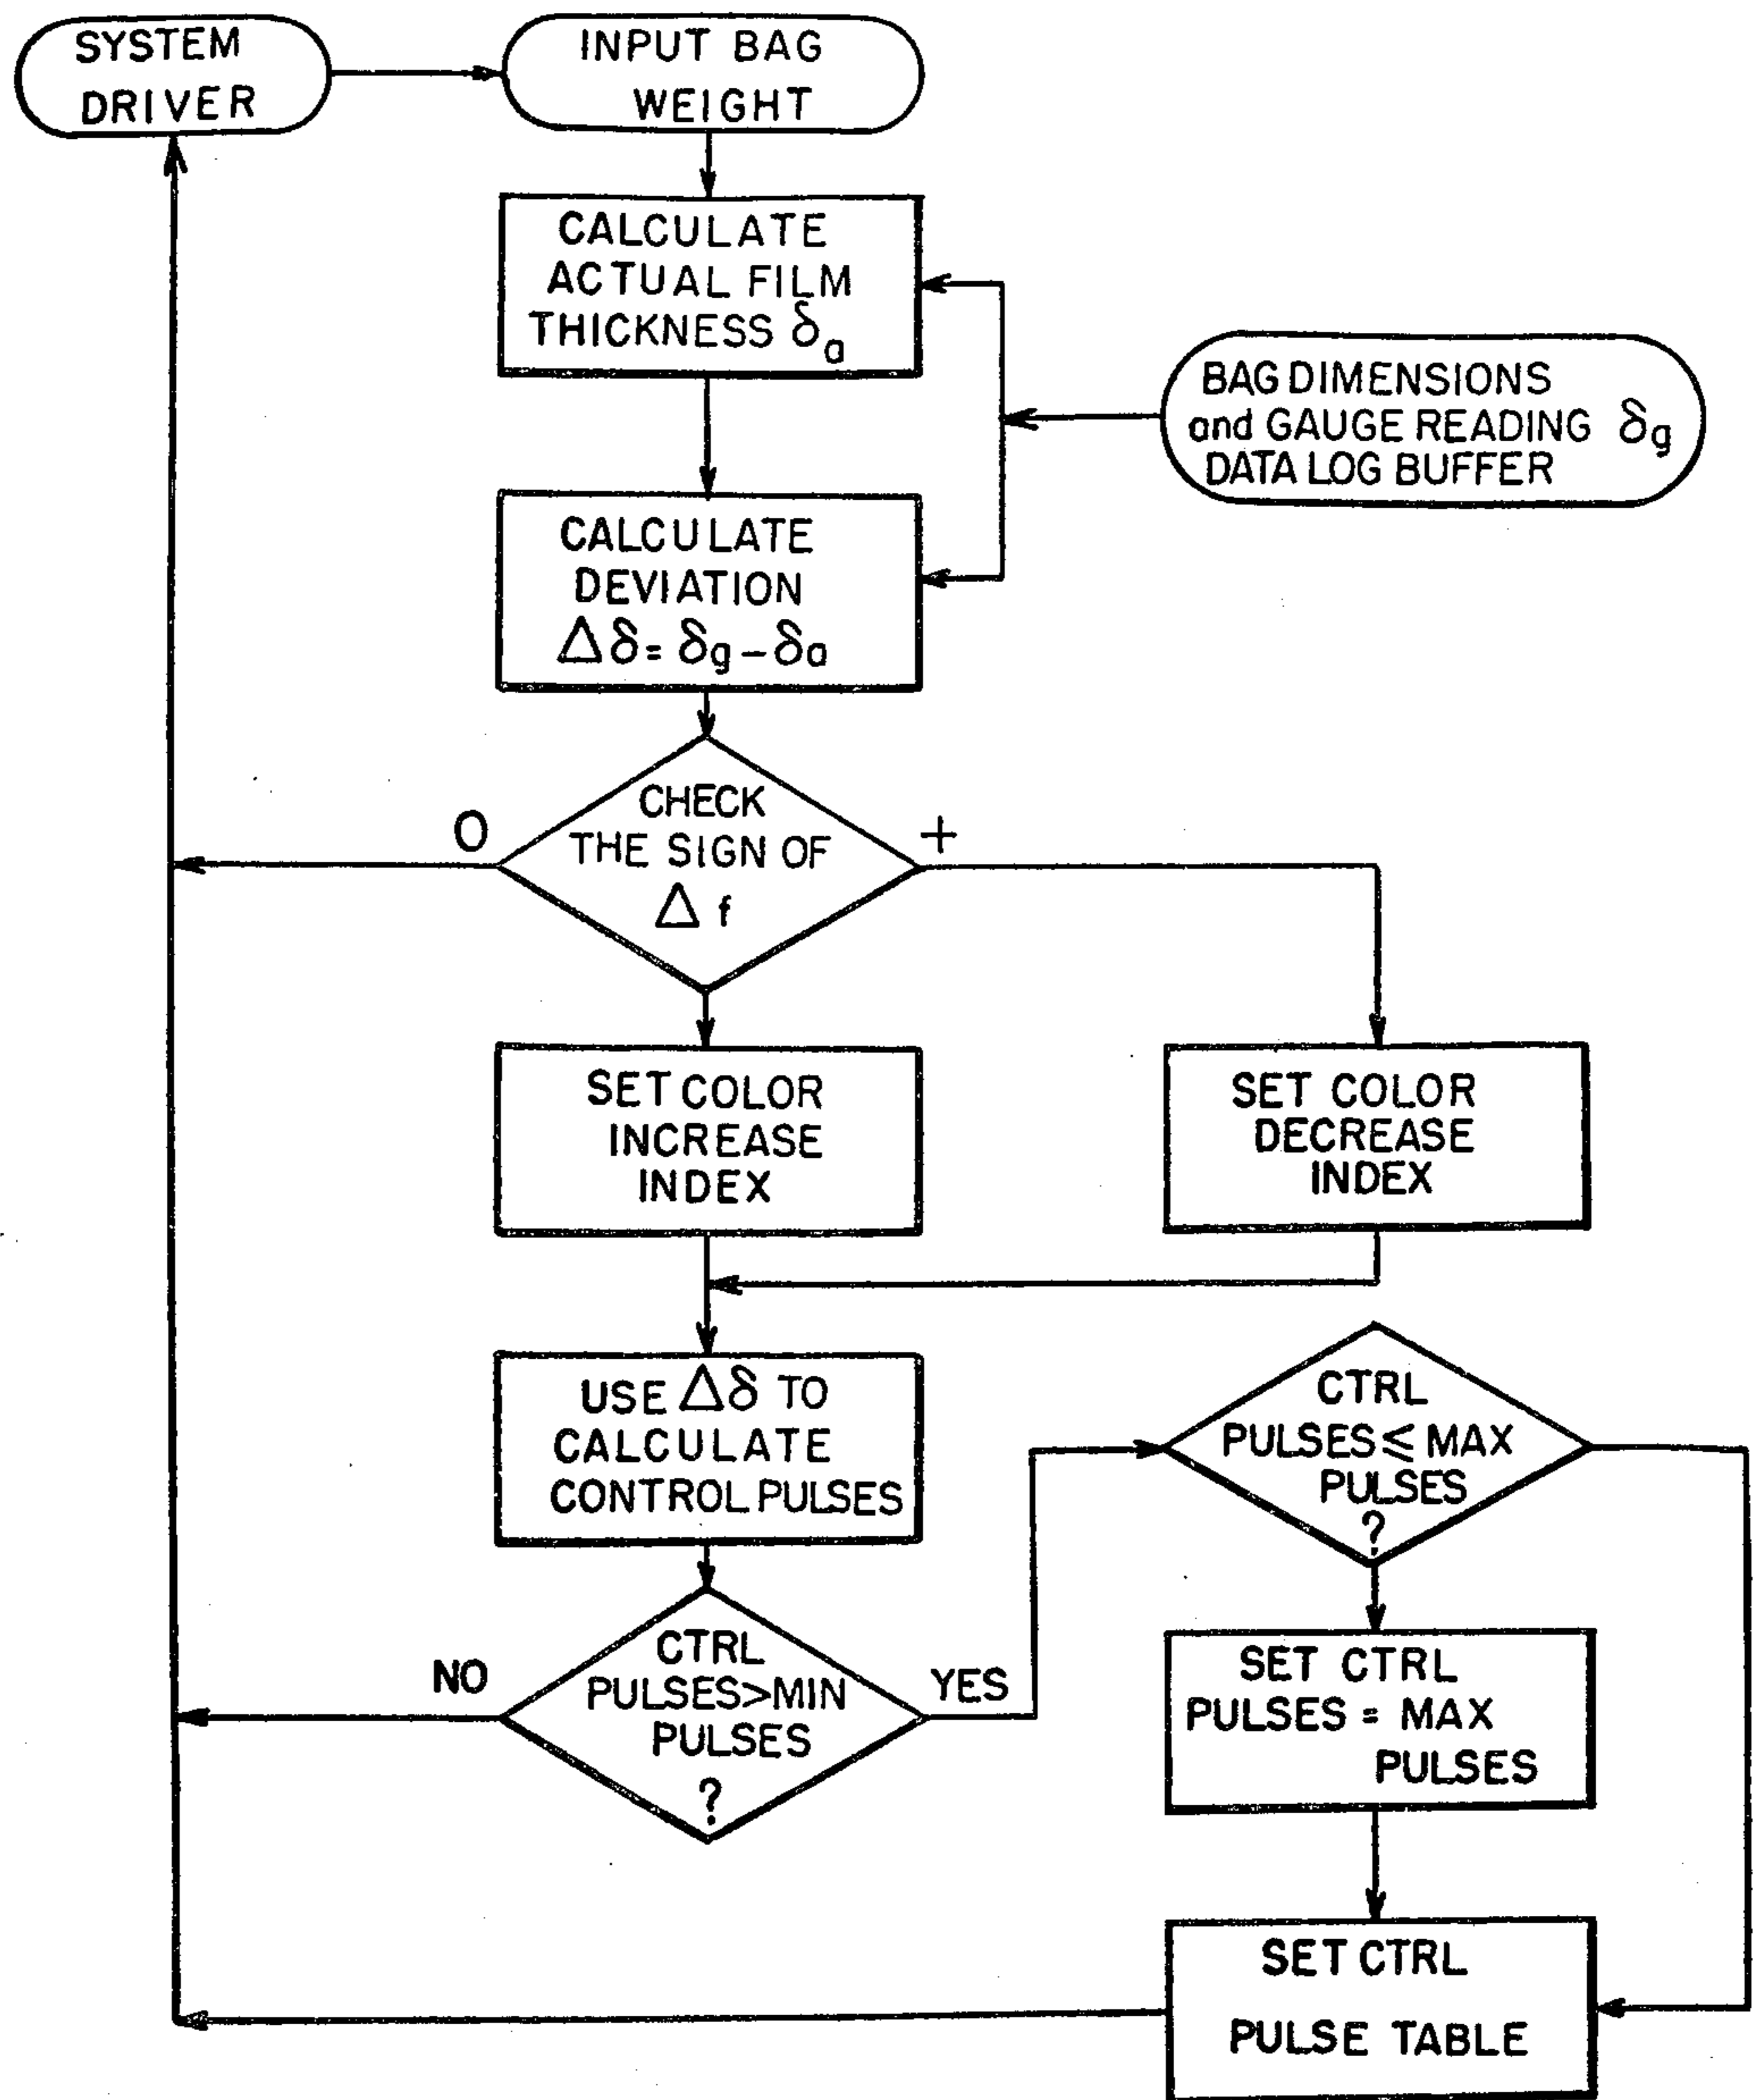 SYSTEM
DRIVER
INPUT BAG
WEIGHT
CALCULATE
ACTUAL FILM
THICKNESS δa
BAG DIMENSIONS
and GAUGE READING δg
DATA LOG BUFFER
CALCULATE
DEVIATION
Δδ = δg – δa
O
CHECK
THE SIGN OF
Δ f
+
SET COLOR
INCREASE
INDEX
SET COLOR
DECREASE
INDEX
USE Δδ TO
CALCULATE
CONTROL PULSES
CTRL
PULSES ≤ MAX
PULSES
?
NO
CTRL
PULSES>MIN
PULSES
?
YES
SET CTRL
PULSES = MAX
PULSES
SET CTRL
PULSE TABLE